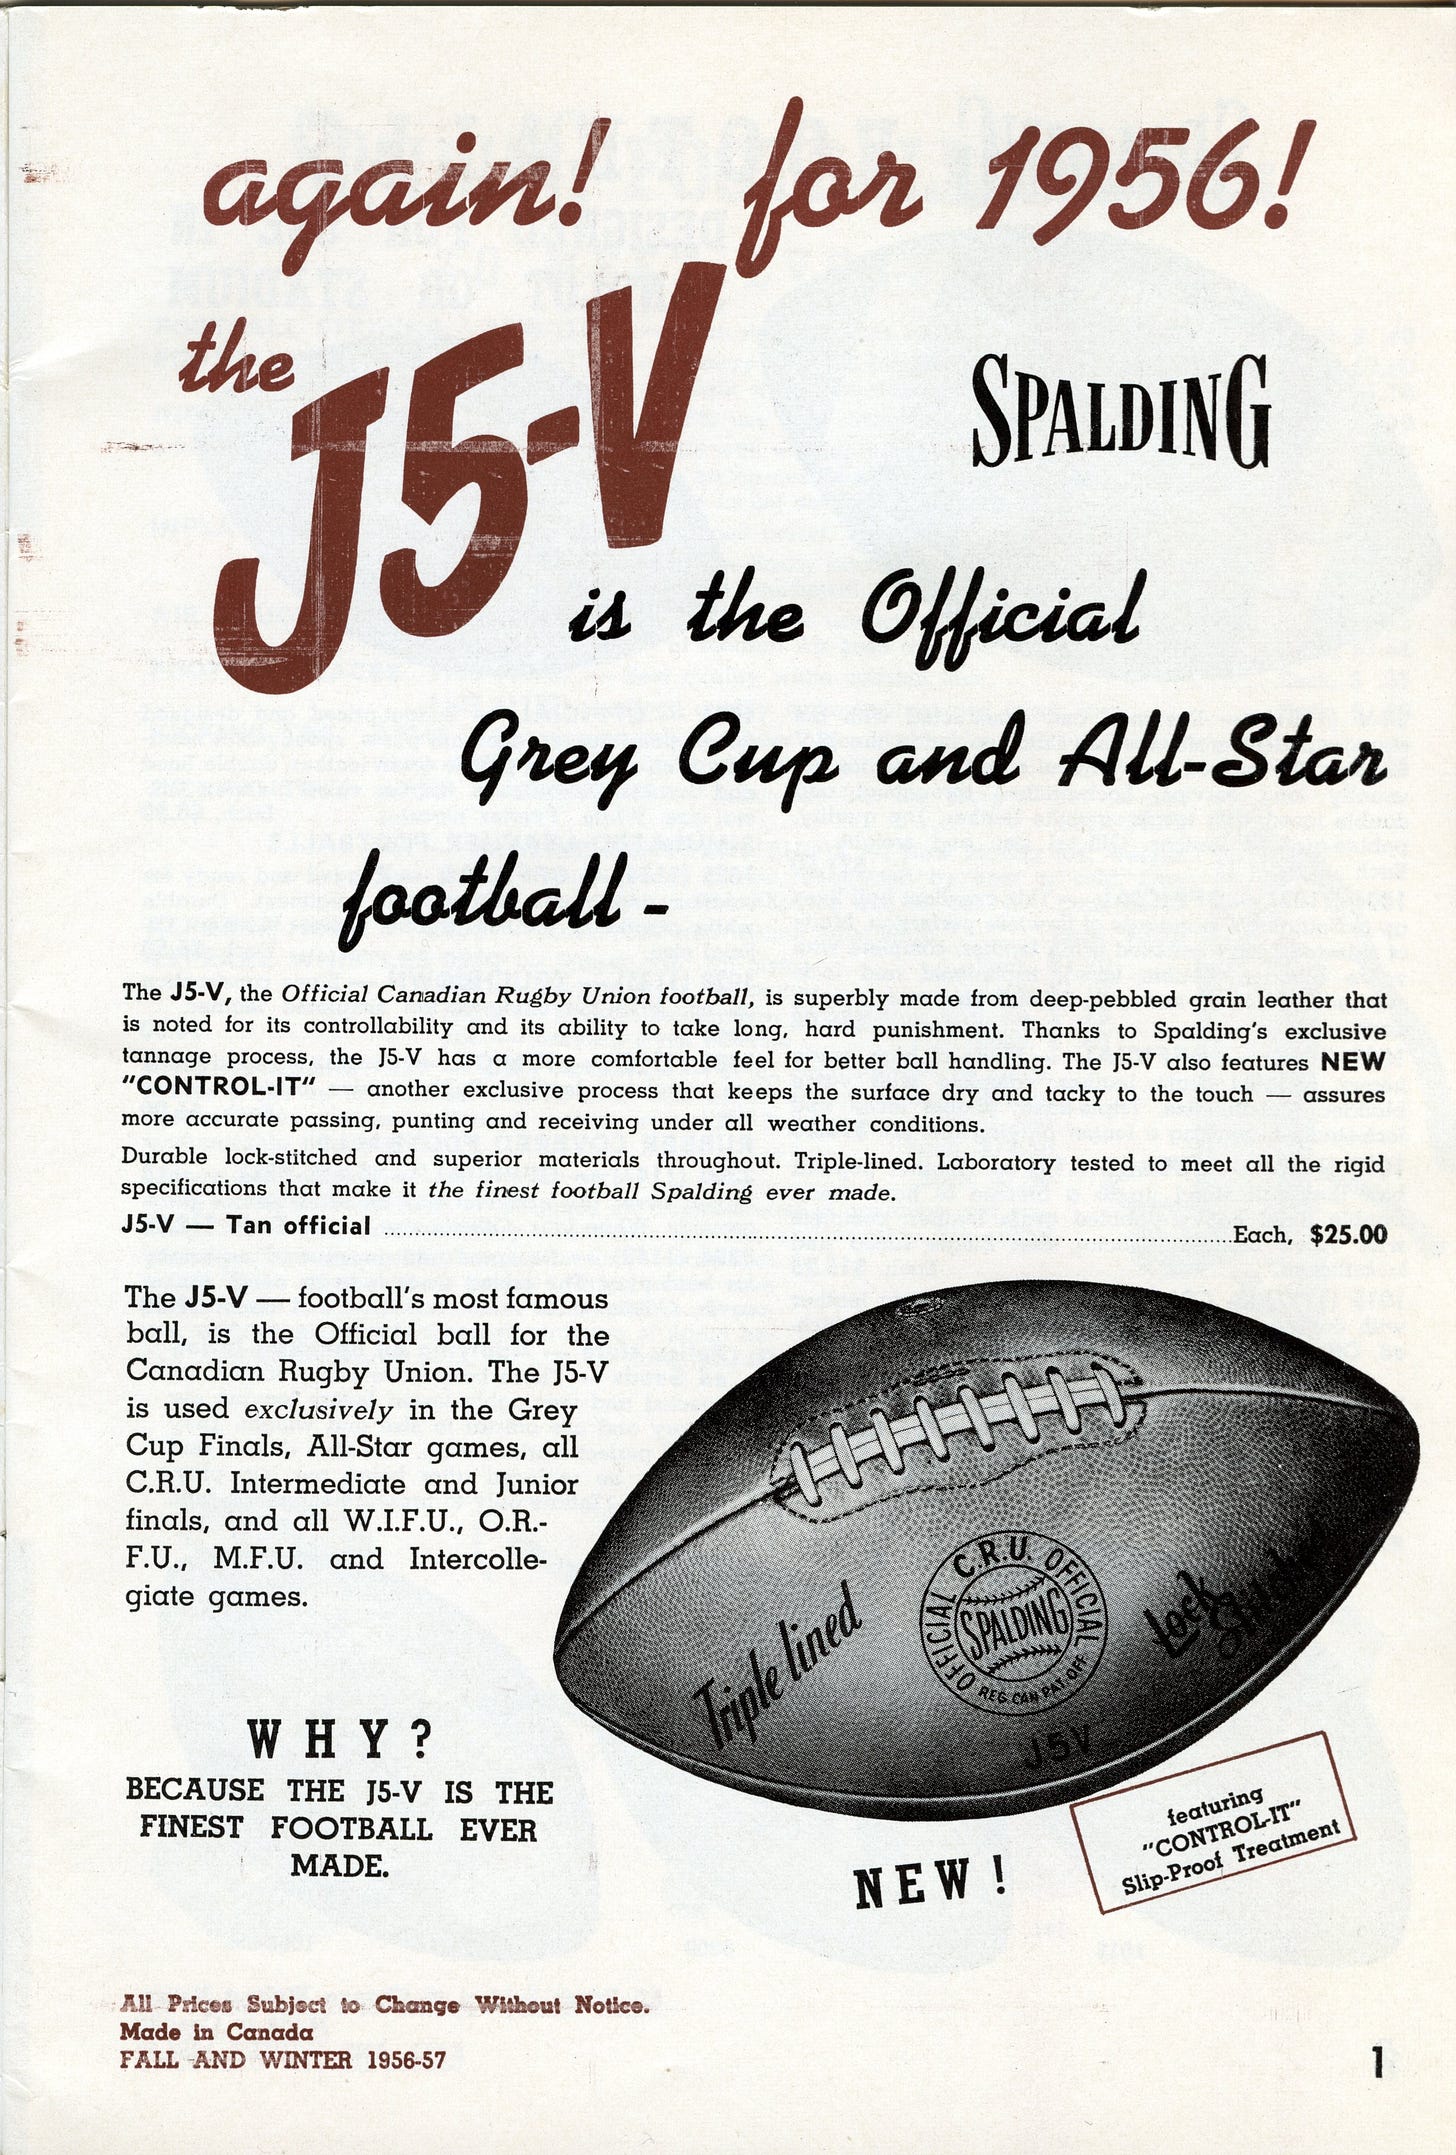 again! for 1956!
the
J5-V
SPALDING
is the Official
Grey Cup and All-Star
football -
The J5-V, the Official Canadian Rugby Union football, is superbly made from deep-pebbled grain leather that
is noted for its controllability and its ability to take long, hard punishment. Thanks to Spalding's exclusive
tannage process, the J5-V has a more comfortable feel for better ball handling. The J5-V also features NEW
"CONTROL-IT" — another exclusive process that keeps the surface dry and tacky to the touch — assures
more accurate passing, punting and receiving under all weather conditions.
Durable lock-stitched and superior materials throughout. Triple-lined. Laboratory tested to meet all the rigid
specifications that make it the finest football Spalding ever made.
J5-V — Tan official ........ Each, $25.00
The J5-V — football's most famous
ball, is the Official ball for the
Canadian Rugby Union. The J5-V
is used exclusively in the Grey
Cup Finals, All-Star games, all
C.R.U. Intermediate and Junior
finals, and all W.I.F.U., O.R.-
F.U., M.F.U. and Intercolle-
giate games.
Triple lined
OFFICIAL C.R.U. OFFICIAL
SPALDING
REG. CAN. PAT. OFF
Lock
J5V
WHY?
BECAUSE THE J5-V IS THE
FINEST FOOTBALL EVER
MADE.
NEW!
featuring
"CONTROL-IT"
Slip-Proof Treatment
All Prices Subject to Change Without Notice.
Made in Canada
FALL AND WINTER 1956-57
1